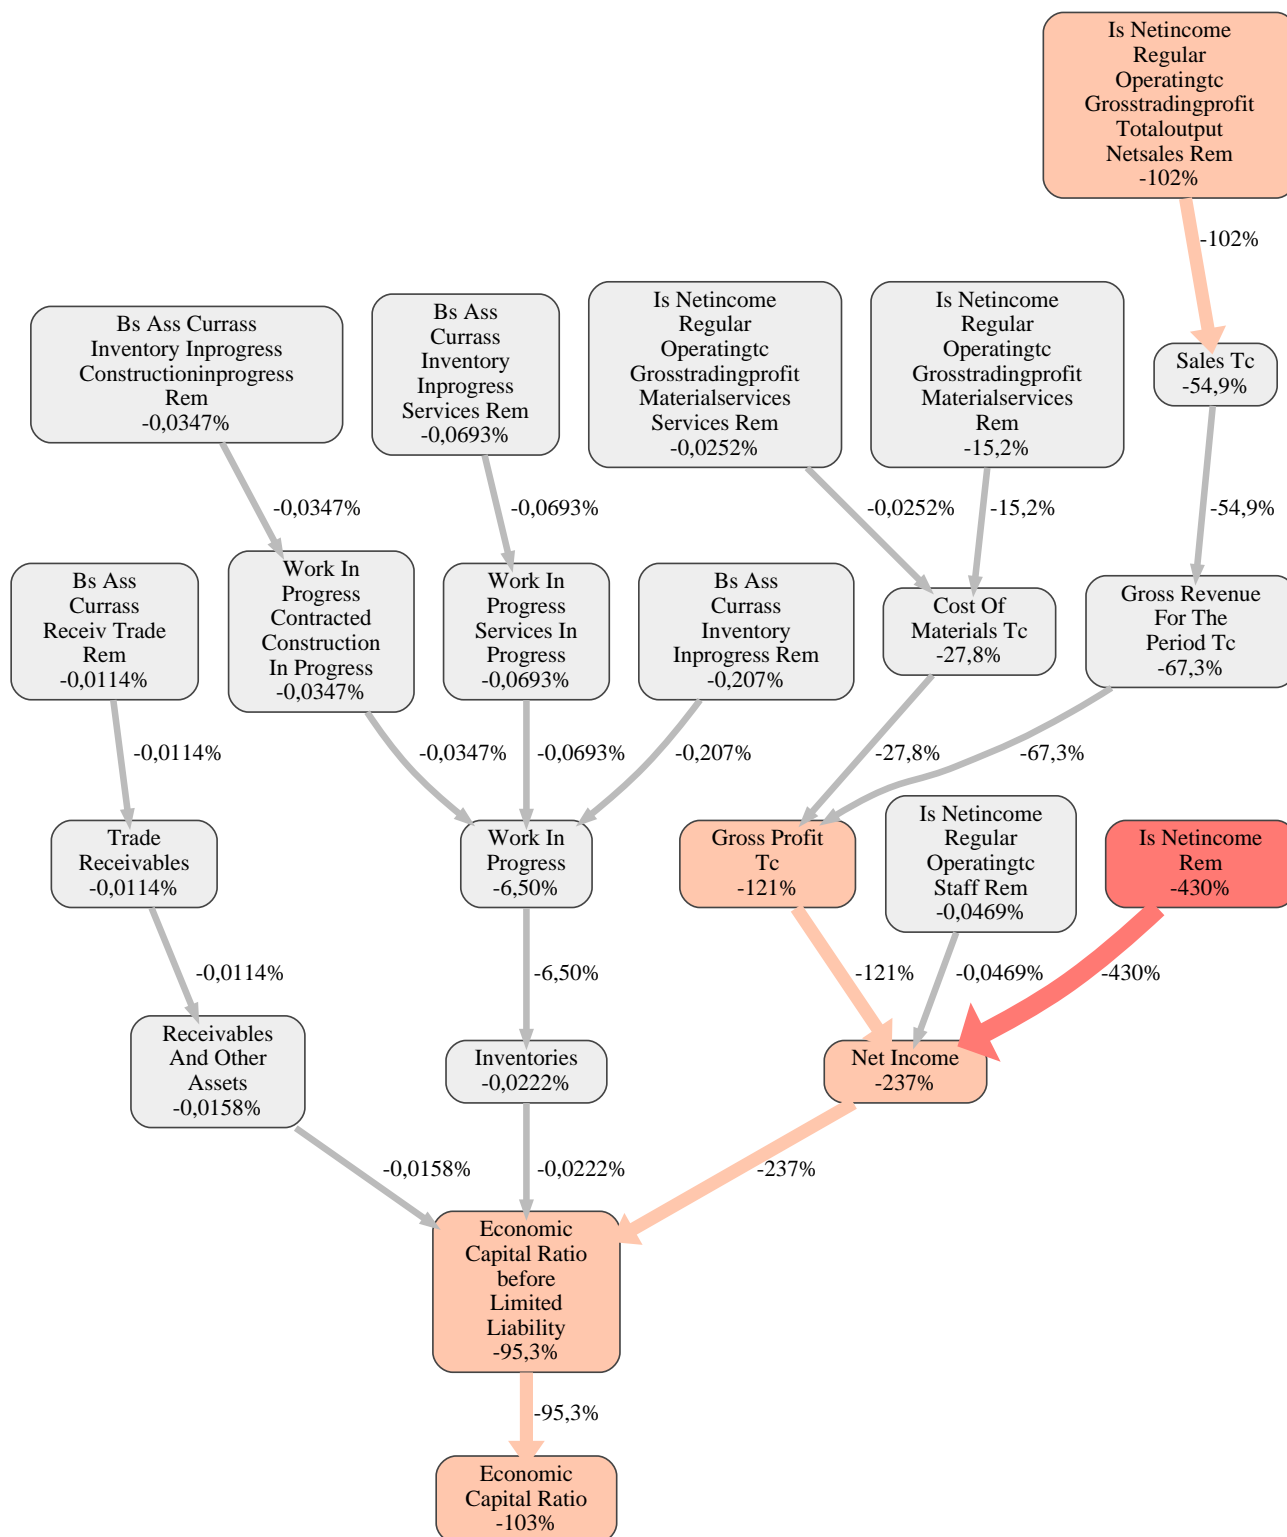 Is Netincome
Regular
Operatingtc
Grosstradingprofit
Totaloutput
Netsales Rem
-102%
-102%
Bs Ass Currass
Inventory Inprogress
Constructioninprogress
Rem
-0,0347%
Bs Ass
Currass
Inventory
Inprogress
Services Rem
-0,0693%
Is Netincome
Regular
Operatingtc
Grosstradingprofit
Materialservices
Services Rem
-0,0252%
Is Netincome
Regular
Operatingtc
Grosstradingprofit
Materialservices
Rem
-15,2%
Sales Tc
-54,9%
-0,0347%
-0,0693%
-0,0252%
-15,2%
-54,9%
Bs Ass
Currass
Receiv Trade
Rem
-0,0114%
Work In
Progress
Contracted
Construction
In Progress
-0,0347%
Work In
Progress
Services In
Progress
-0,0693%
Bs Ass
Currass
Inventory
Inprogress Rem
-0,207%
Cost Of
Materials Tc
-27,8%
Gross Revenue
For The
Period Tc
-67,3%
-0,0114%
-0,0347%
-0,0693%
-0,207%
-27,8%
-67,3%
Trade
Receivables
-0,0114%
Work In
Progress
-6,50%
Gross Profit
Tc
-121%
Is Netincome
Regular
Operatingtc
Staff Rem
-0,0469%
Is Netincome
Rem
-430%
-0,0114%
-6,50%
-121%
-0,0469%
-430%
Receivables
And Other
Assets
-0,0158%
Inventories
-0,0222%
Net Income
-237%
-0,0158%
-0,0222%
-237%
Economic
Capital Ratio
before
Limited
Liability
-95,3%
-95,3%
Economic
Capital Ratio
-103%